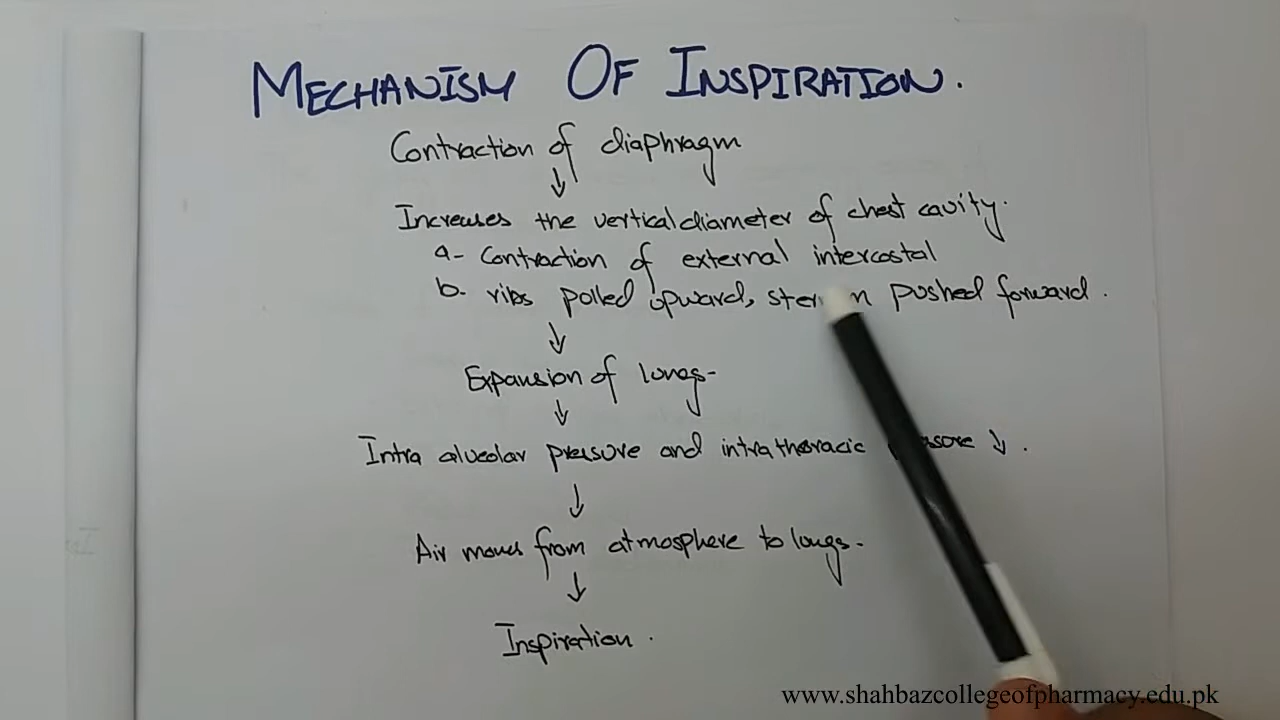 MECHANISM OF INSPIRATION.
Contraction of diaphragm
↓
Increases the vertical diameter of chest cavity.
a- Contraction of external intercostal
b- ribs polled upward, pushed forward.
↓
Expansion of lungs-
↓
Intra alveolar pressure and intrathoracic ↓.
↓
Air moves from atmosphere to lungs-
↓
Inspiration.
www.shahbazcollegeofpharmacy.edu.pk